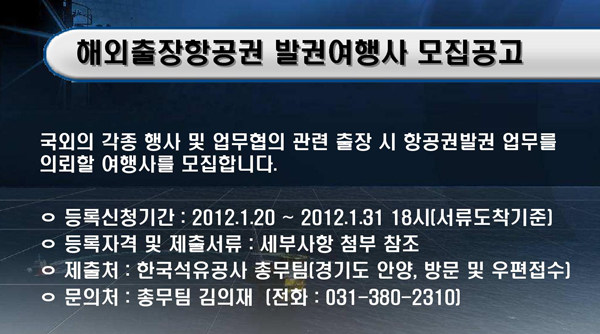 해외출장항공권 발권여행사 모집공고
국외의 각종 행사 및 업무협의 관련 출장 시 항공권발권 업무를
의뢰할 여행사를 모집합니다.
ㅇ 등록신청기간 : 2012.1.20 ~ 2012.1.31 18시(서류도착기준)
ㅇ 등록자격 및 제출서류 : 세부사항 첨부 참조
ㅇ 제출처 : 한국석유공사 총무팀(경기도 안양, 방문 및 우편접수)
ㅇ 문의처 : 총무팀 김의재 (전화 : 031-380-2310)